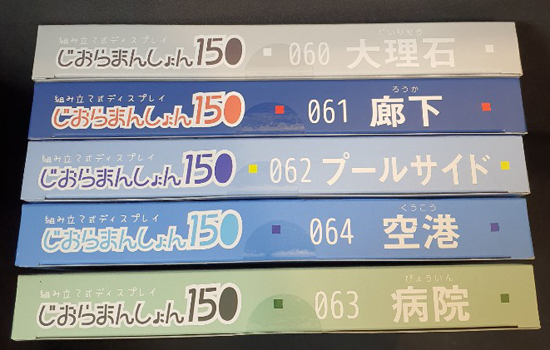 組み立て式ディスプレイ
じおらまんしょん150
060
だいりせき
大理石
組み立て式ディスプレイ
じおらまんしょん150
061
ろうか
廊下
組み立て式ディスプレイ
じおらまんしょん150
062
プールサイド
組み立て式ディスプレイ
じおらまんしょん150
064
くうこう
空港
組み立て式ディスプレイ
じおらまんしょん150
063
びょういん
病院